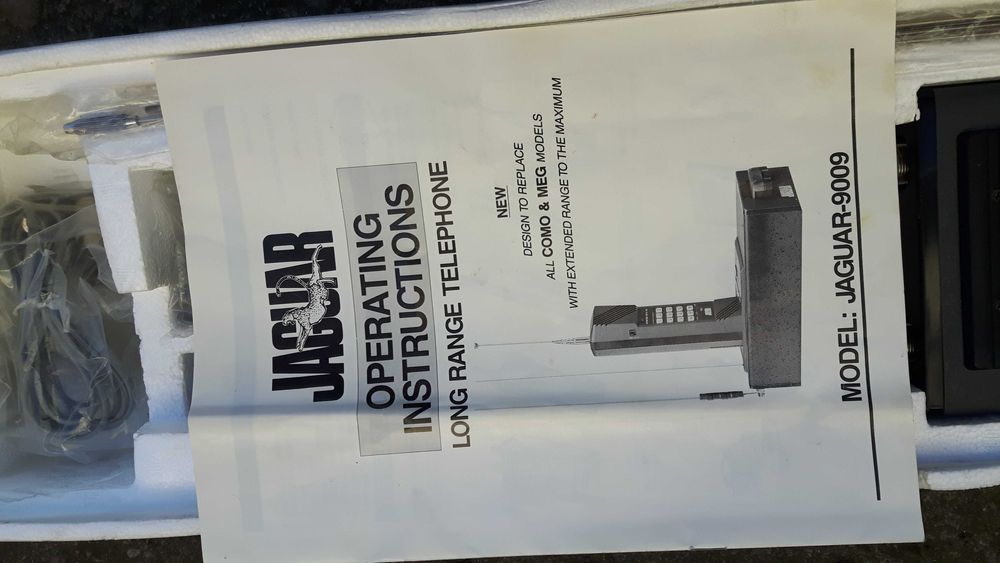 JAGUAR
OPERATING
INSTRUCTIONS
LONG RANGE TELEPHONE
NEW
DESIGN TO REPLACE
ALL COMO & MEG MODELS
WITH EXTENDED RANGE TO THE MAXIMUM
MODEL: JAGUAR-9009